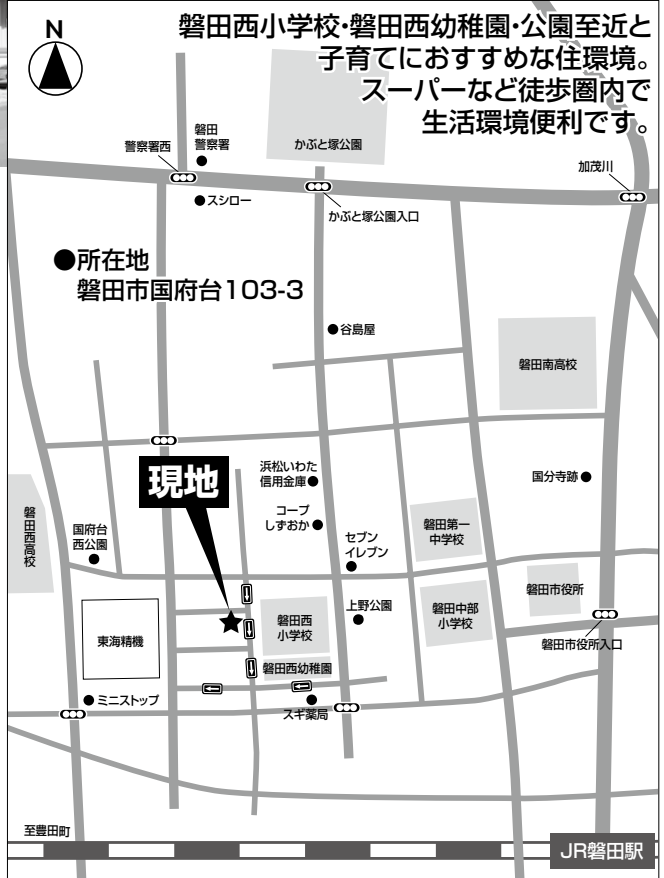 磐田西小学校・磐田西幼稚園・公園至近と
子育てにおすすめな住環境。
スーパーなど徒歩圏内で
生活環境便利です。
N
磐田
警察署
警察署西
かぶと塚公園
加茂川
スシロー
かぶと塚公園入口
●所在地
磐田市国府台103-3
谷島屋
磐田南高校
現地
浜松いわた
信用金庫
国分寺跡
コープ
しずおか
磐田西高校
国府台
西公園
セブン
イレブン
磐田第一
中学校
磐田市役所
東海精機
磐田西
小学校
上野公園
磐田中部
小学校
磐田市役所入口
磐田西幼稚園
ミニストップ
スギ薬局
至豊田町
JR磐田駅